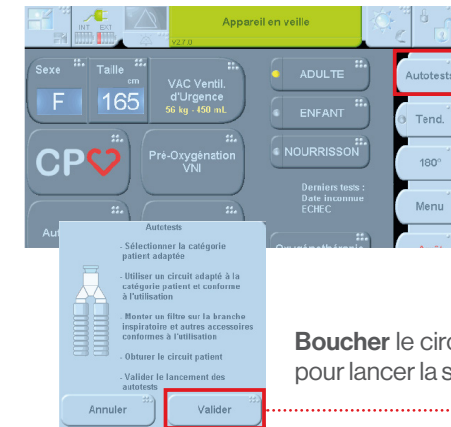 Appareil en veille
INT EXT
V2.7.0
Sexe
Taille
cm
F
165
VAC Ventil.
d'Urgence
56 kg - 450 mL
ADULTE
ENFANT
NOURRISSON
Autotests
Tend.
180°
Menu
CP
Pré-Oxygénation
VNI
Derniers tests :
Date inconnue
ECHEC
Autotests
- Sélectionner la catégorie
patient adaptée
- Utiliser un circuit adapté à la
catégorie patient et conforme
à l'utilisation
- Monter un filtre sur la branche
inspiratoire et autres accessoires
conformes à l'utilisation
- Obturer le circuit patient
- Valider le lancement des
autotests
Annuler
Valider
Boucher le circ
pour lancer la s